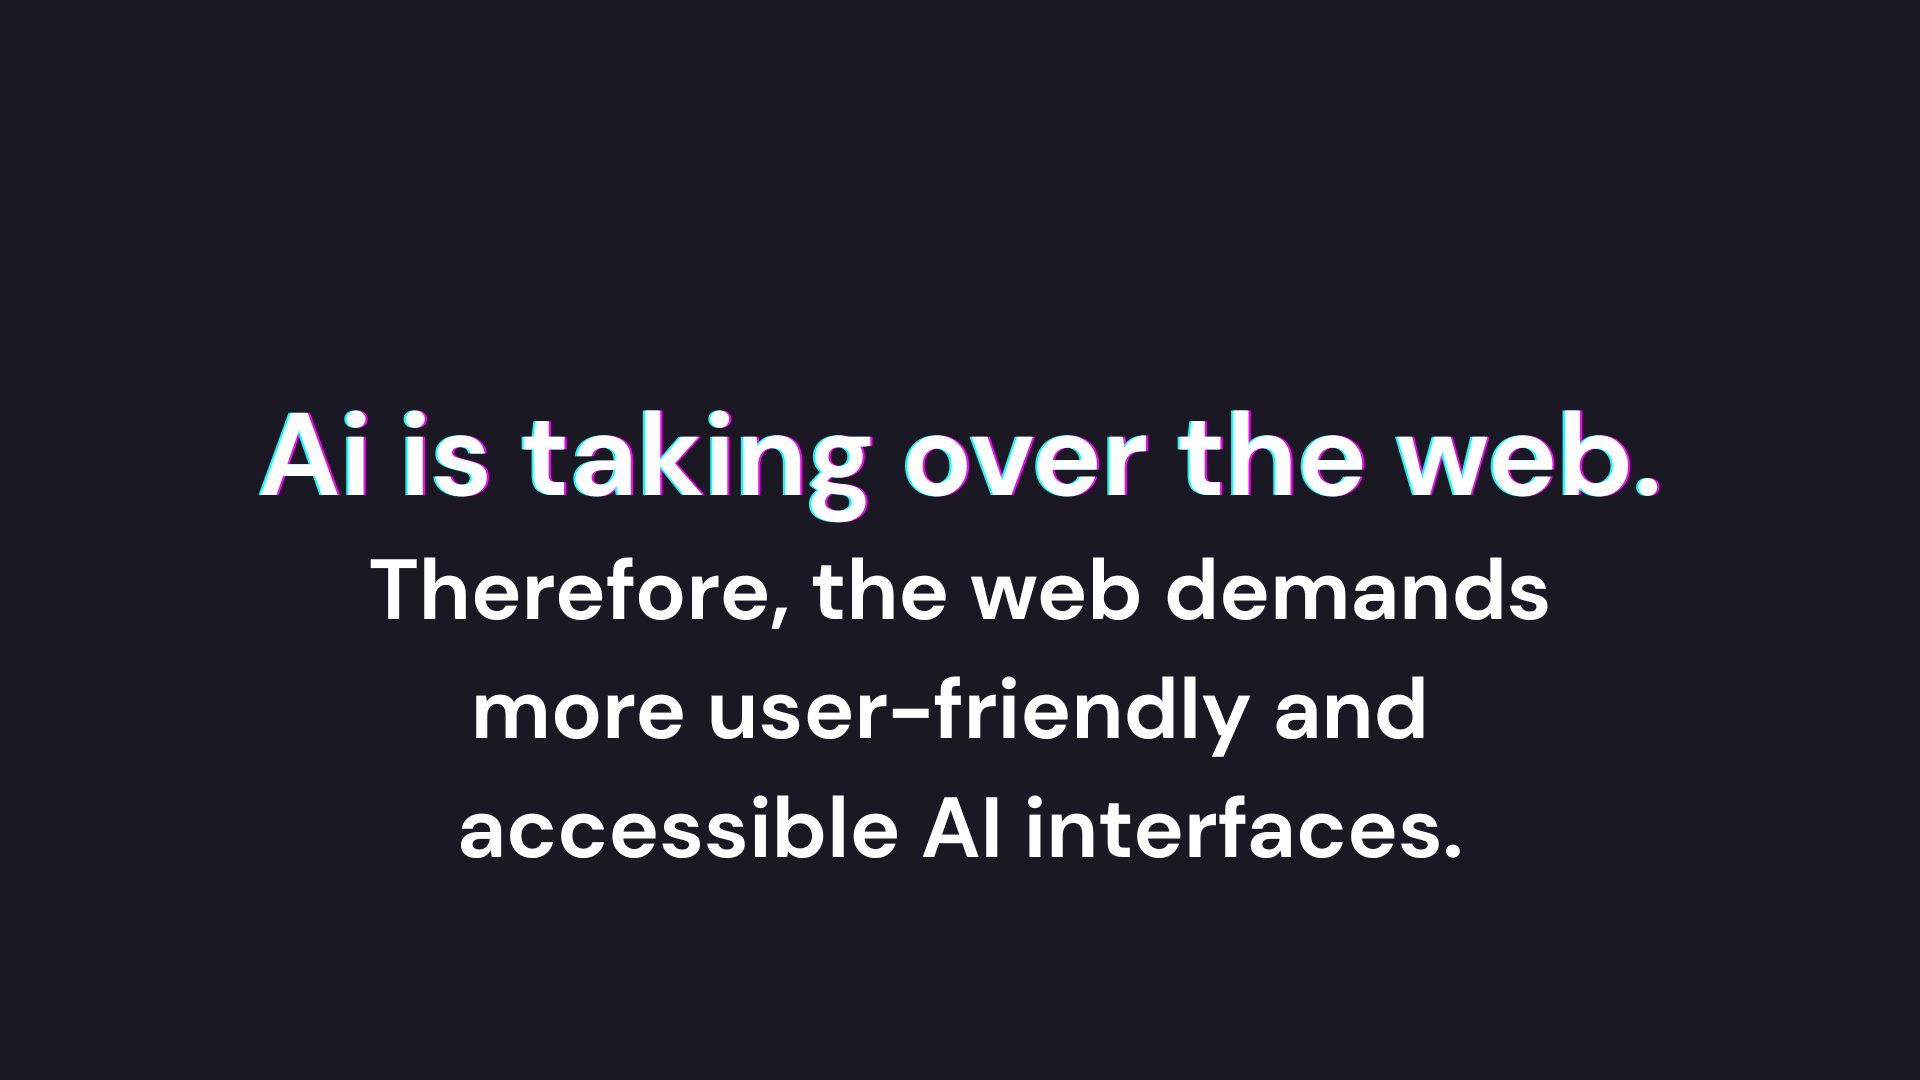 Ai is taking over the web.
Therefore, the web demands
more user-friendly and
accessible AI interfaces.